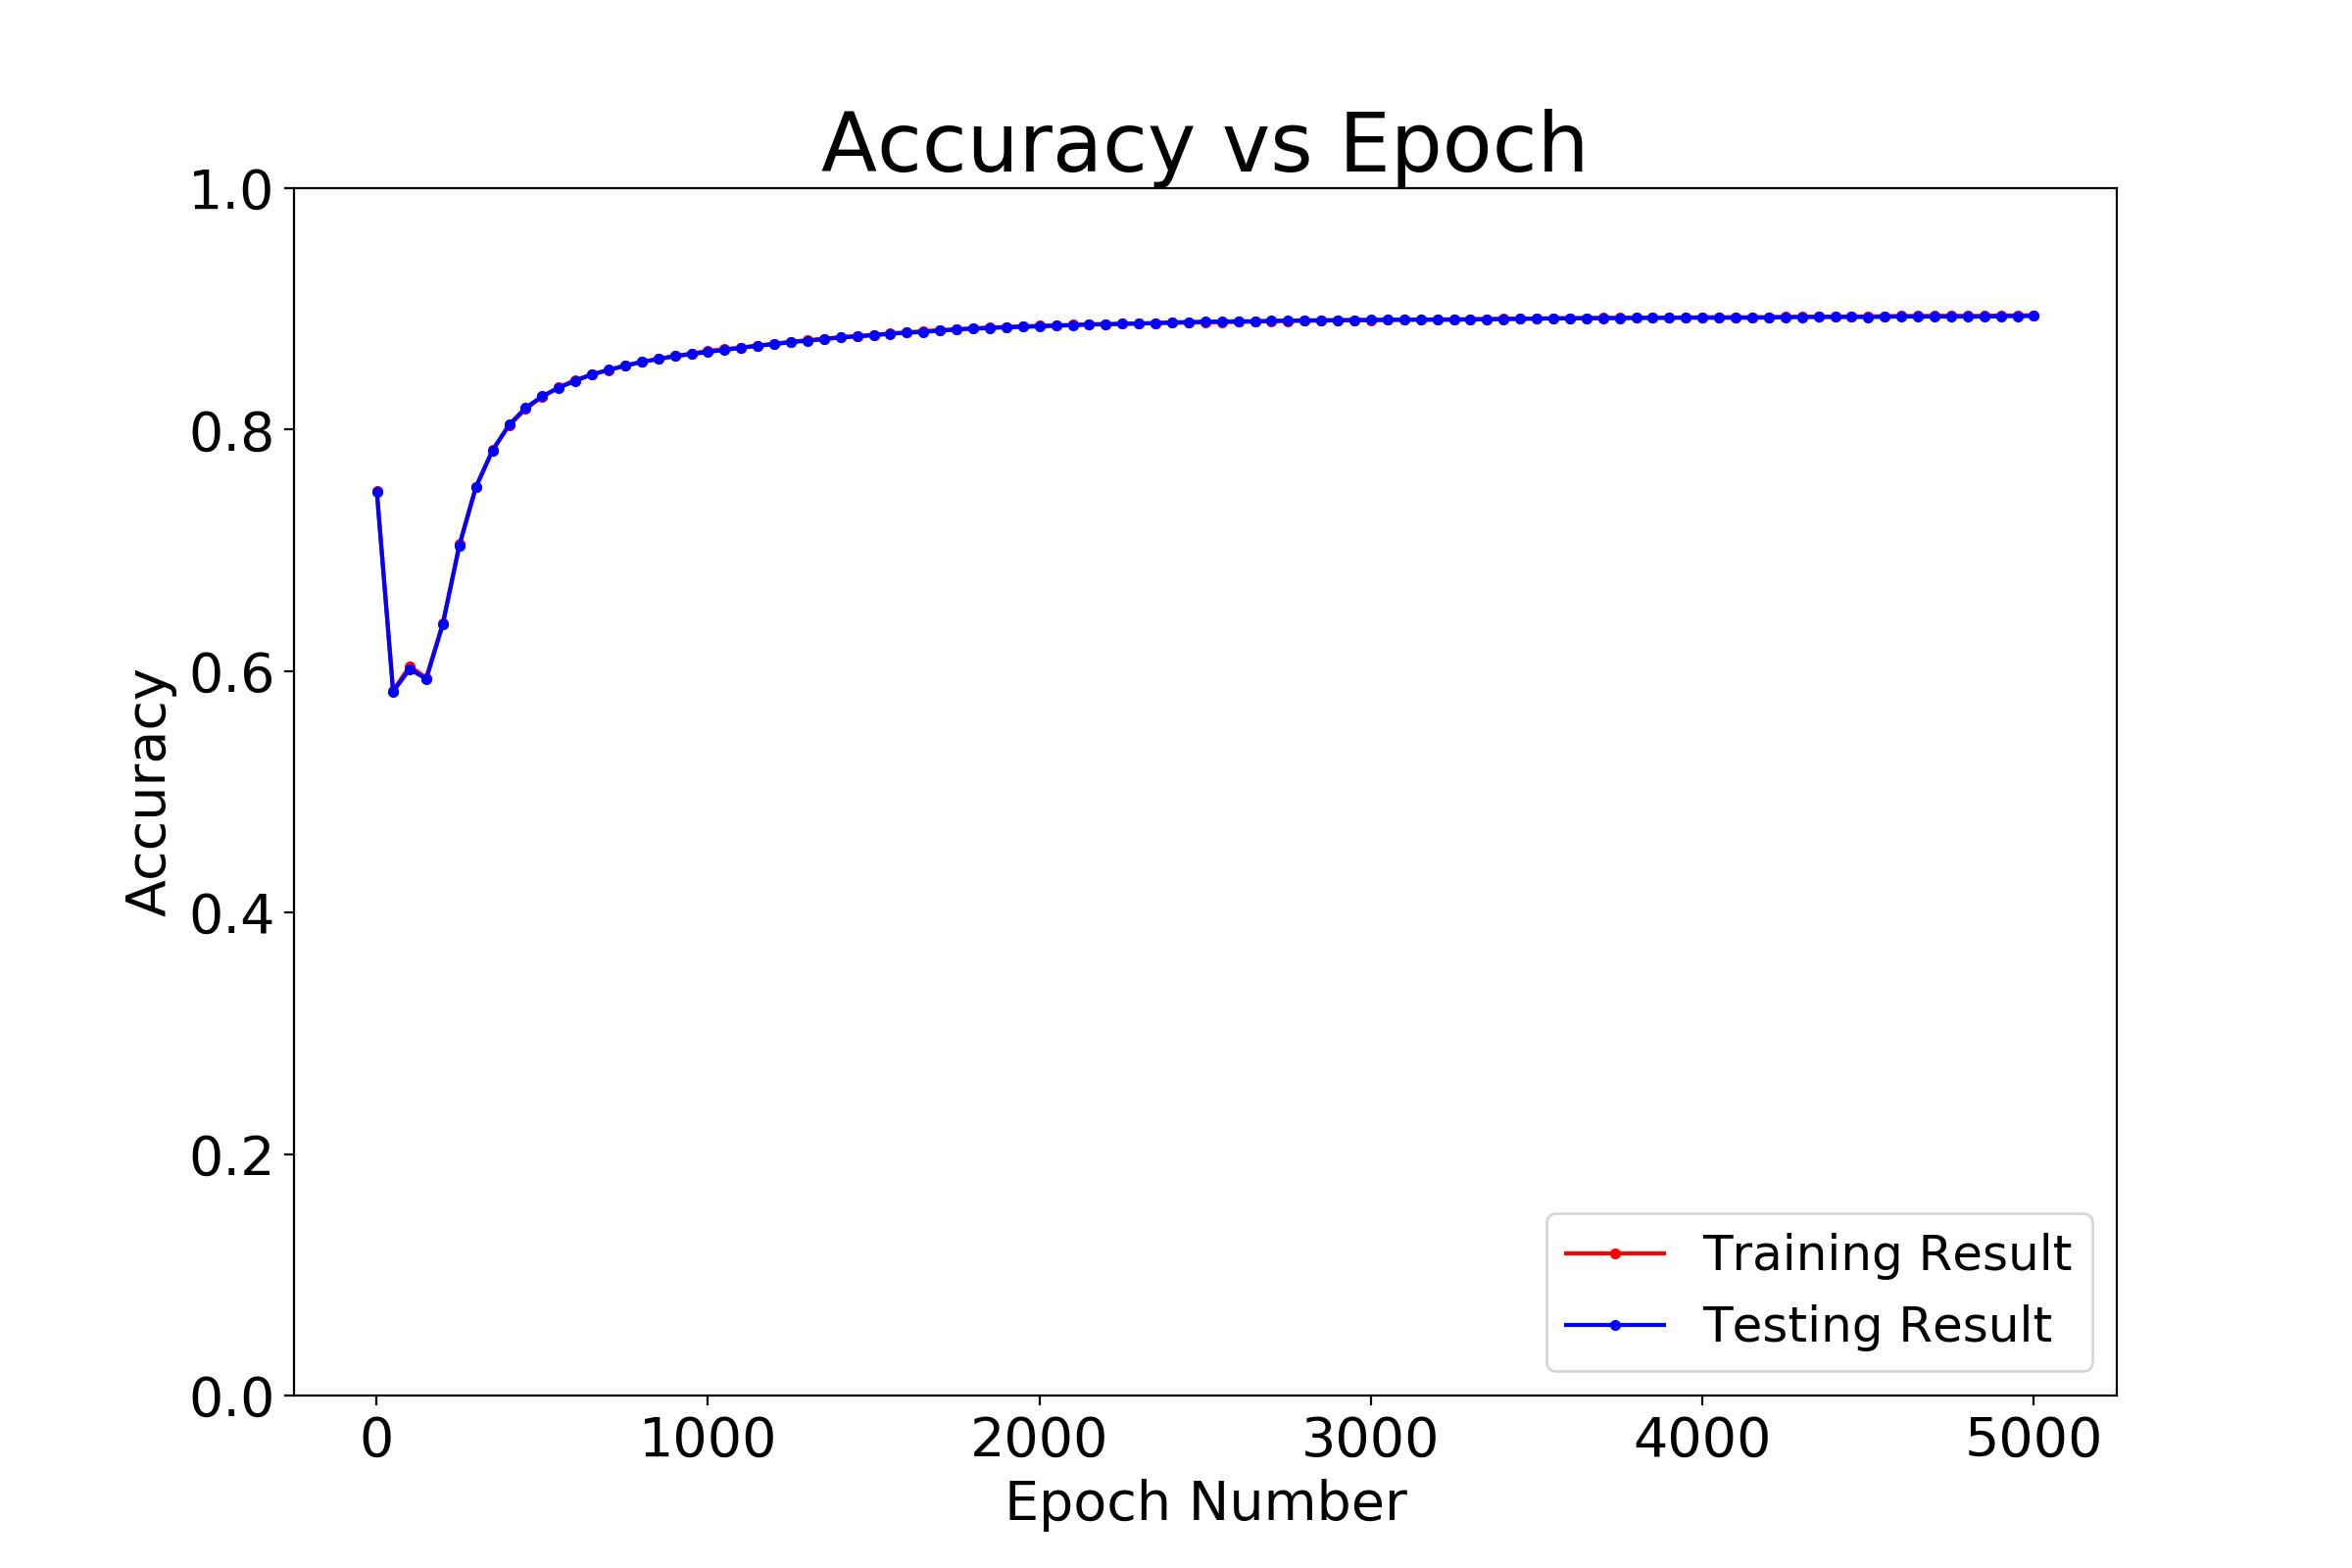 Accuracy vs Epoch
1.0
0.8
0.6
0.4
0.2
0.0
Accuracy
0 1000 2000 3000 4000 5000
Epoch Number
Training Result
Testing Result